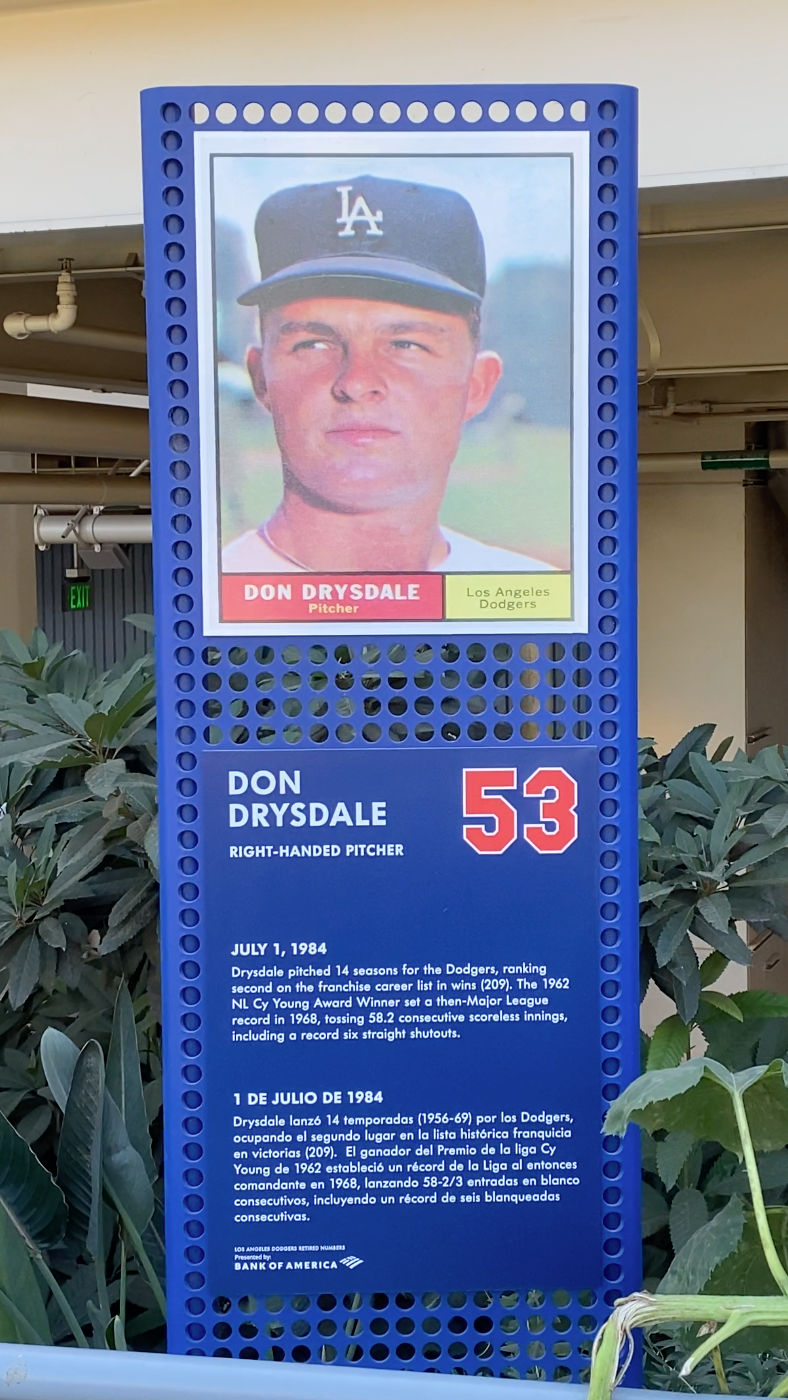 LA
EXIT
DON DRYSDALE
Pitcher
Los Angeles
Dodgers
DON
DRYSDALE
53
RIGHT-HANDED PITCHER
JULY 1, 1984
Drysdale pitched 14 seasons for the Dodgers, ranking
second on the franchise career list in wins (209). The 1962
NL Cy Young Award Winner set a then-Major League
record in 1968, tossing 58.2 consecutive scoreless innings,
including a record six straight shutouts.
1 DE JULIO DE 1984
Drysdale lanzó 14 temporadas (1956-69) por los Dodgers,
ocupando el segundo lugar en la lista histórica franquicia
en victorias (209). El ganador del Premio de la liga Cy
Young de 1962 estableció un récord de la Liga al entonces
comandante en 1968, lanzando 58-2/3 entradas en blanco
consecutivos, incluyendo un récord de seis blanqueadas
consecutivas.
LOS ANGELES DODGERS RETIRED NUMBERS
Presented by:
BANK OF AMERICA